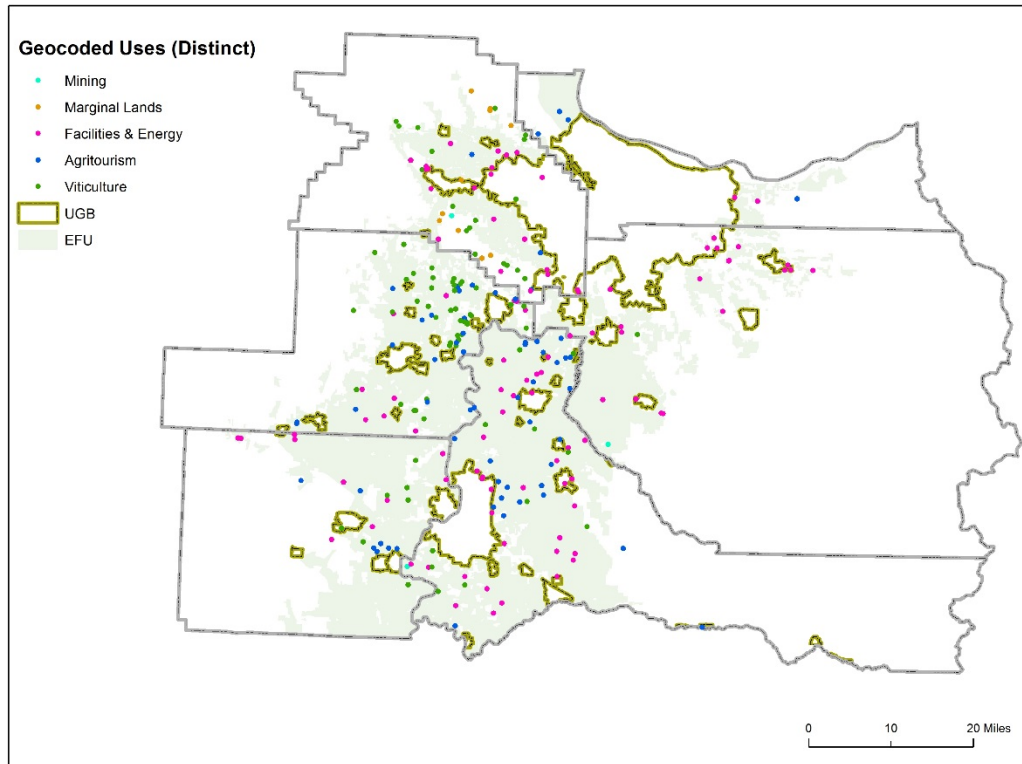 Geocoded Uses (Distinct)
Mining
Marginal Lands
Facilities & Energy
Agritourism
Viticulture
UGB
EFU
0 10 20 Miles